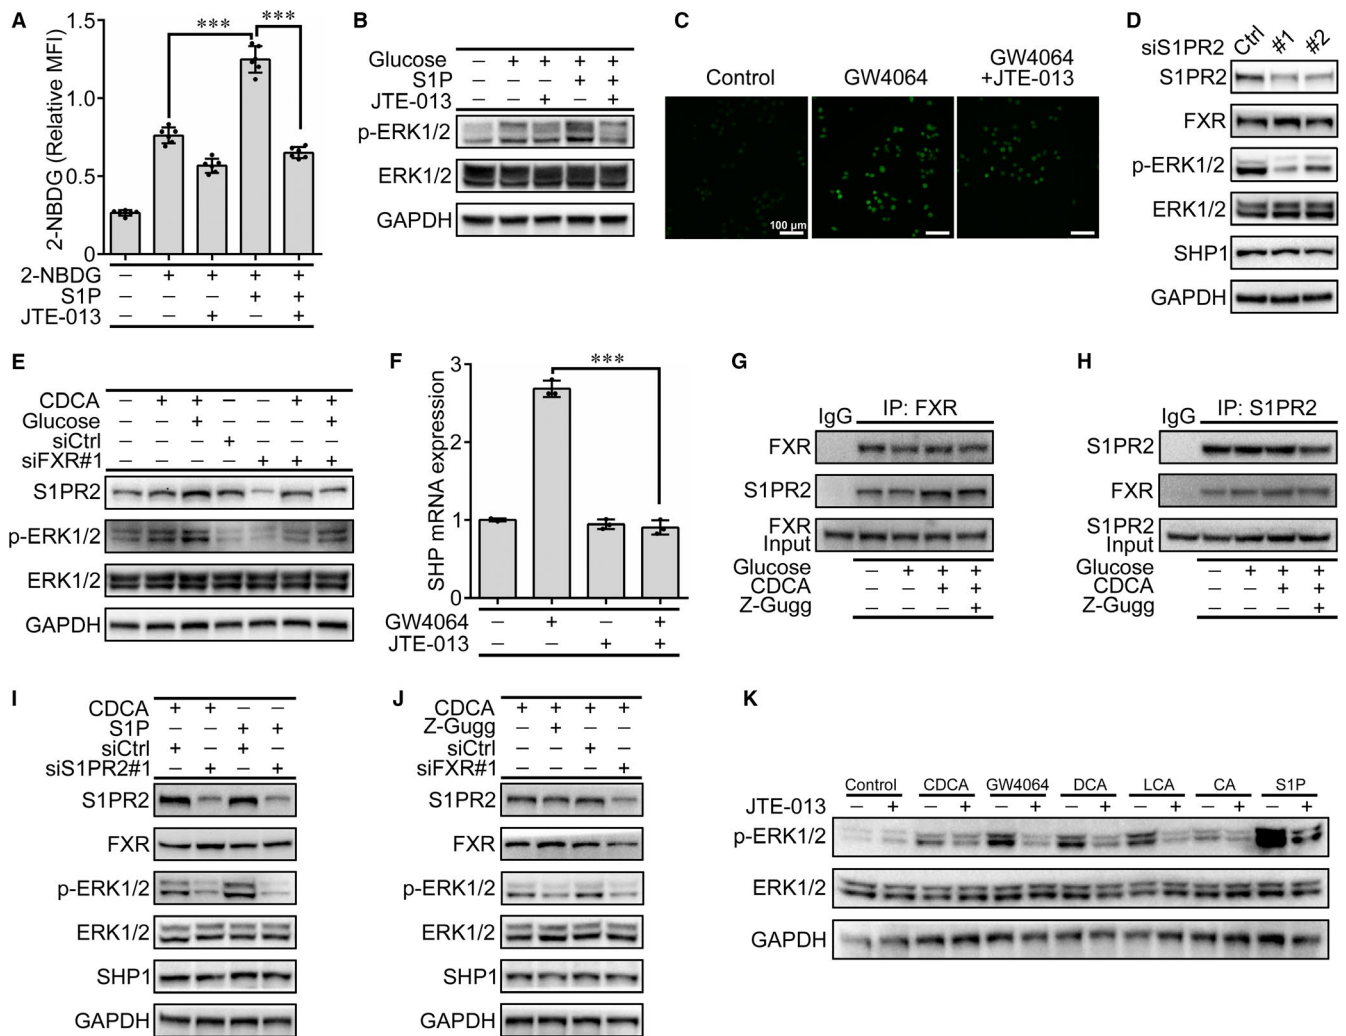 A
2-NBDG (Relative MFI)
1.5
1.0
0.5
0
***
***
2-NBDG – + + + +
S1P – – – + +
JTE-013 – – + – +
B
Glucose – + + + +
S1P – – – + +
JTE-013 – – + – +
p-ERK1/2
ERK1/2
GAPDH
C
Control
GW4064
GW4064
+JTE-013
100 μm
D
siS1PR2 Ctrl #1 #2
S1PR2
FXR
p-ERK1/2
ERK1/2
SHP1
GAPDH
E
CDCA – + + – – + +
Glucose – – + – – – +
siCtrl – – – + – – –
siFXR#1 – – – – + + +
S1PR2
p-ERK1/2
ERK1/2
GAPDH
F
SHP mRNA expression
3
2
1
0
***
GW4064 – + – +
JTE-013 – – + +
G
IgG IP: FXR
FXR
S1PR2
FXR
Input
Glucose – + + +
CDCA – – + +
Z-Gugg – – – +
H
IgG IP: S1PR2
S1PR2
FXR
S1PR2
Input
Glucose – + + +
CDCA – – + +
Z-Gugg – – – +
I
CDCA + + – –
S1P – – + +
siCtrl + – + –
siS1PR2#1 – + – +
S1PR2
FXR
p-ERK1/2
ERK1/2
SHP1
GAPDH
J
CDCA + + + +
Z-Gugg – + – –
siCtrl – – + –
siFXR#1 – – – +
S1PR2
FXR
p-ERK1/2
ERK1/2
SHP1
GAPDH
K
Control CDCA GW4064 DCA LCA CA S1P
JTE-013 – + – + – + – + – + – + – +
p-ERK1/2
ERK1/2
GAPDH